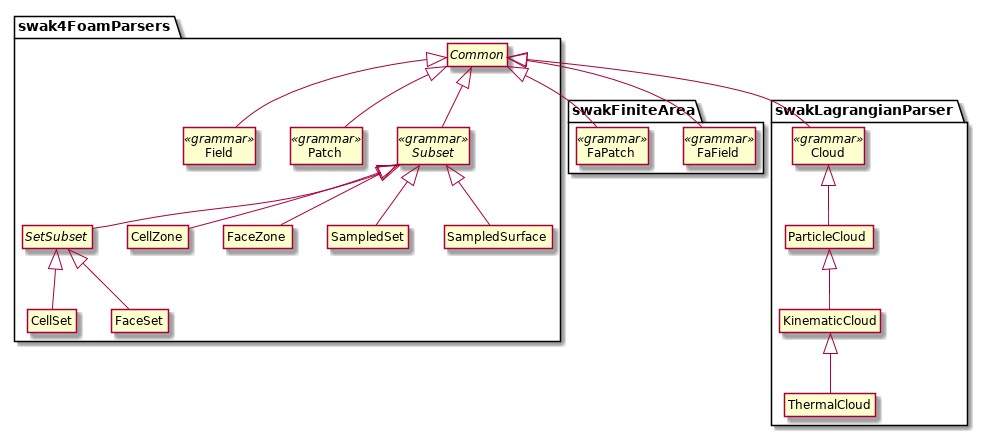 swak4FoamParsers
Common
swakFiniteArea
swakLagrangianParser
«grammar»
Field
«grammar»
Patch
«grammar»
Subset
«grammar»
FaPatch
«grammar»
FaField
«grammar»
Cloud
SetSubset
CellZone
FaceZone
SampledSet
SampledSurface
ParticleCloud
CellSet
FaceSet
KinematicCloud
ThermalCloud